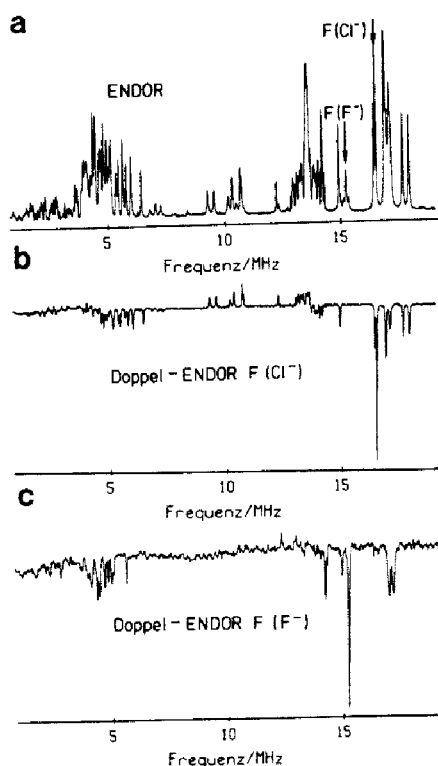 a
F(Cl⁻)
ENDOR
F(F⁻)
5 10 15
Frequenz/MHz
b
Doppel-ENDOR F(Cl⁻)
5 10 15
Frequenz/MHz
c
Doppel-ENDOR F(F⁻)
5 10 15
Frequenz/MHz